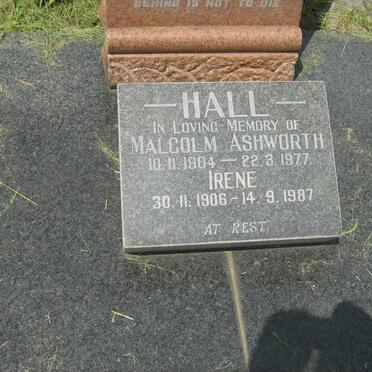 BEHIND IS NOT TO DIE
HALL
IN LOVING MEMORY OF
MALCOLM ASHWORTH
10.11.1904 — 22.3.1977.
IRENE
30.11.1906 - 14.9.1987
AT REST.